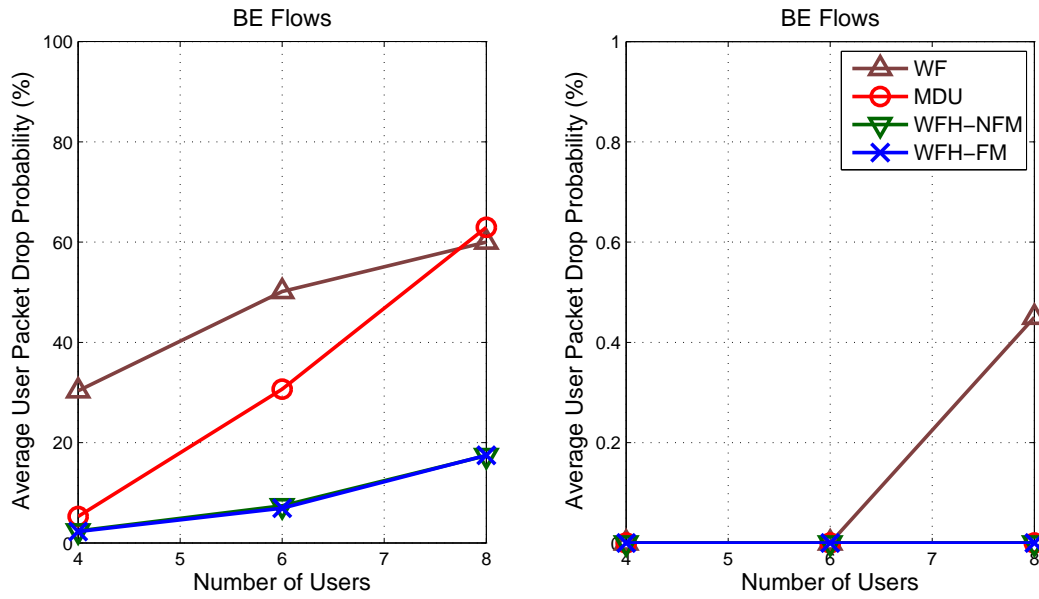 BE Flows
Average User Packet Drop Probability (%)
100
80
60
40
20
0
4 5 6 7 8
Number of Users
BE Flows
Average User Packet Drop Probability (%)
1
0.8
0.6
0.4
0.2
0
4 5 6 7 8
Number of Users
WF
MDU
WFH−NFM
WFH−FM